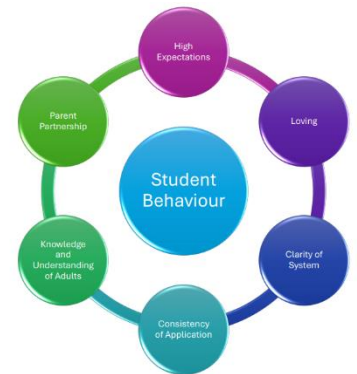 High
Expectations
Loving
Clarity of
System
Consistency
of Application
Knowledge
and
Understanding
of Adults
Parent
Partnership
Student
Behaviour